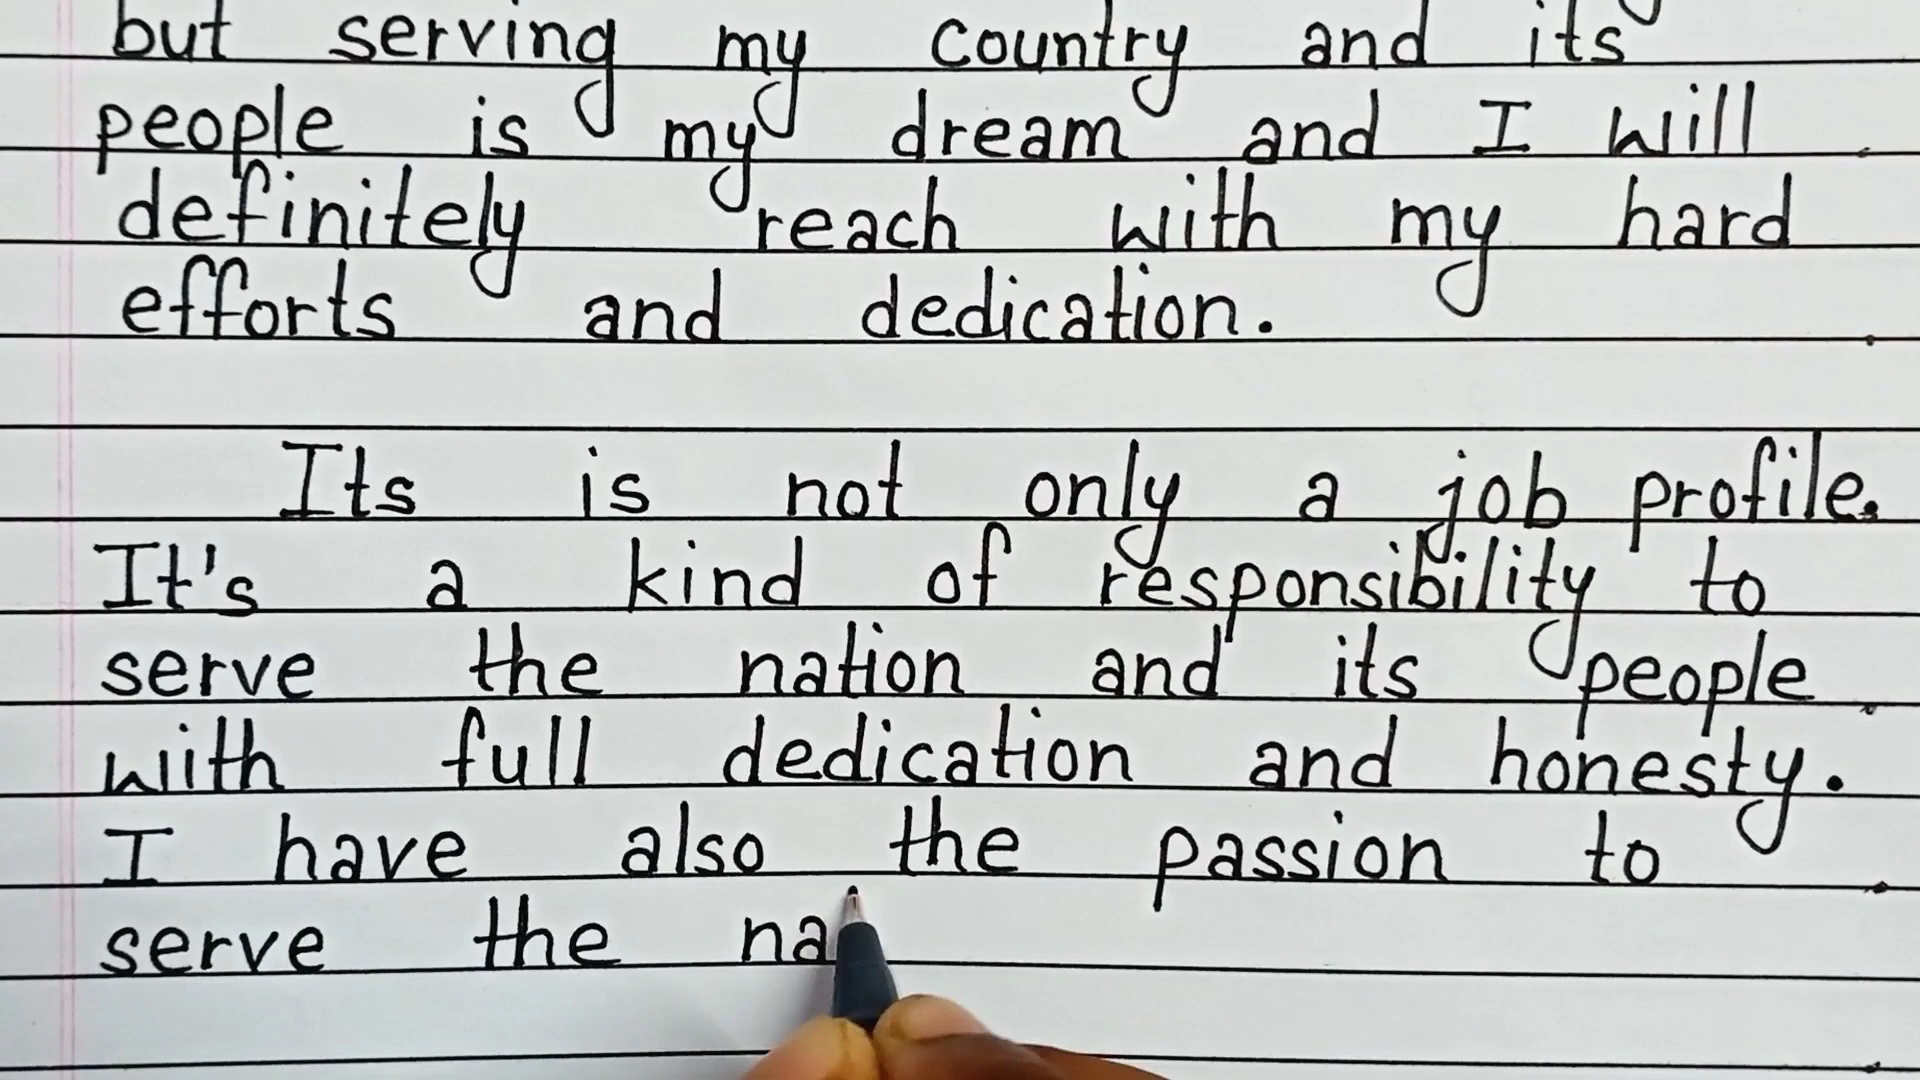 but serving my country and its
people is my dream and I will
definitely reach with my hard
efforts and dedication.
Its is not only a job profile.
It's a kind of responsibility to
serve the nation and its people
with full dedication and honesty.
I have also the passion to
serve the na